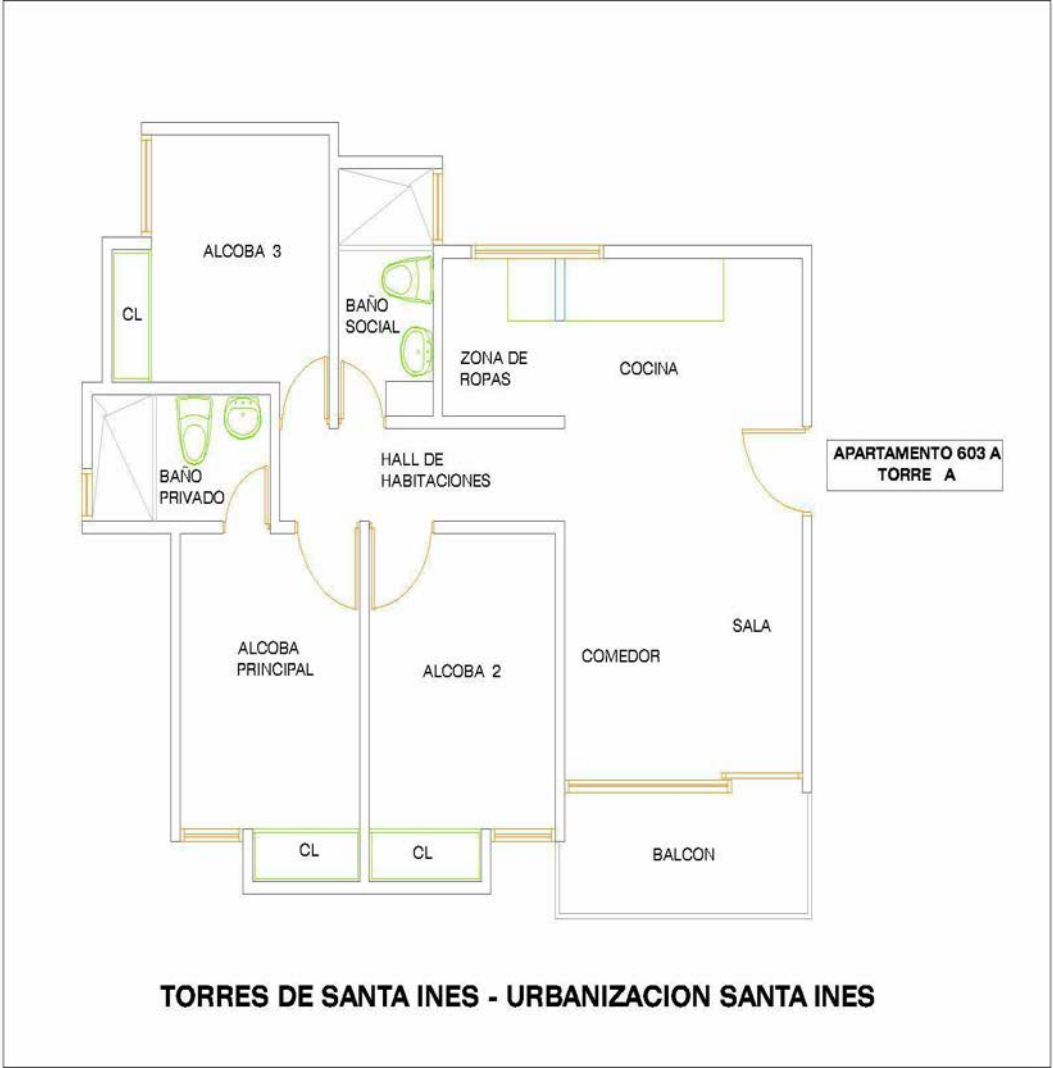 ALCOBA 3
CL
BAÑO
SOCIAL
ZONA DE
ROPAS
COCINA
HALL DE
HABITACIONES
APARTAMENTO 603 A
TORRE A
BAÑO
PRIVADO
SALA
ALCOBA
PRINCIPAL
ALCOBA 2
COMEDOR
CL
CL
BALCON
TORRES DE SANTA INES - URBANIZACION SANTA INES